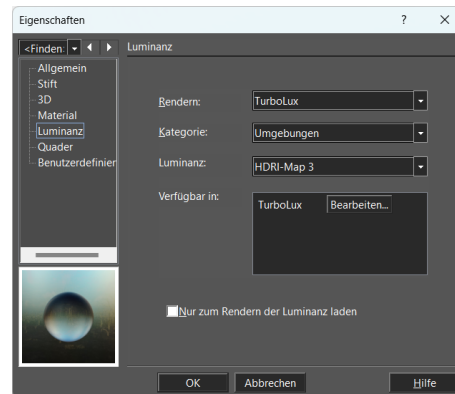 Eigenschaften ? ×
<Finden: Luminanz
Allgemein
Stift
3D
Material
Luminanz
Quader
Benutzerdefinier
Rendern: TurboLux
Kategorie: Umgebungen
Luminanz: HDRI-Map 3
Verfügbar in: TurboLux Bearbeiten...
Nur zum Rendern der Luminanz laden
OK Abbrechen Hilfe